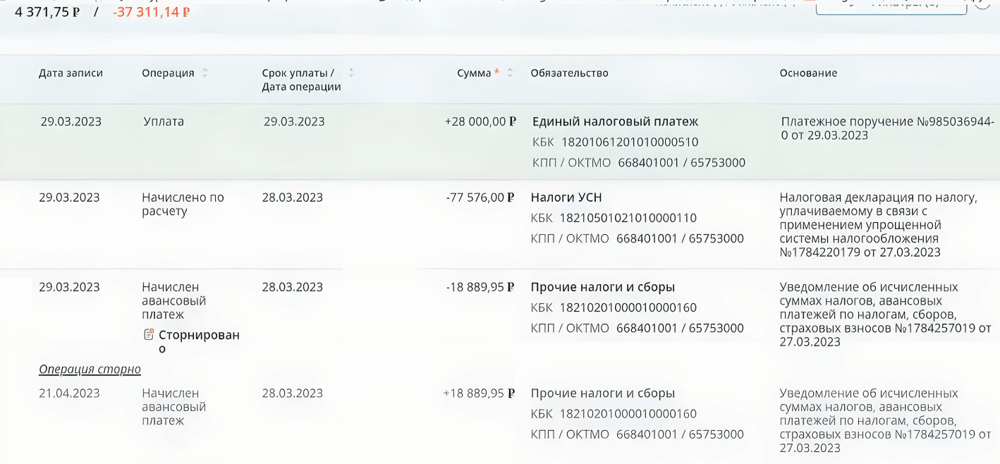 4 371,75 ₽ / -37 311,14 ₽
Дата записи
Операция
Срок уплаты /
Дата операции
Сумма *
Обязательство
Основание
29.03.2023
Уплата
29.03.2023
+28 000,00 ₽
Единый налоговый платеж
КБК 18201061201010000510
КПП / ОКТМО 668401001 / 65753000
Платежное поручение №985036944-
0 от 29.03.2023
29.03.2023
Начислено по
расчету
28.03.2023
-77 576,00 ₽
Налоги УСН
КБК 18210501021010000110
КПП / ОКТМО 668401001 / 65753000
Налоговая декларация по налогу,
уплачиваемому в связи с
применением упрощенной
системы налогообложения
№1784220179 от 27.03.2023
29.03.2023
Начислен
авансовый
платеж
Сторнирован
о
28.03.2023
-18 889,95 ₽
Прочие налоги и сборы
КБК 18210201000010000160
КПП / ОКТМО 668401001 / 65753000
Уведомление об исчисленных
суммах налогов, авансовых
платежей по налогам, сборов,
страховых взносов №1784257019 от
27.03.2023
Операция сторно
21.04.2023
Начислен
авансовый
платеж
28.03.2023
+18 889,95 ₽
Прочие налоги и сборы
КБК 18210201000010000160
КПП / ОКТМО 668401001 / 65753000
Уведомление об исчисленных
суммах налогов, авансовых
платежей по налогам, сборов,
страховых взносов №1784257019 от
27.03.2023